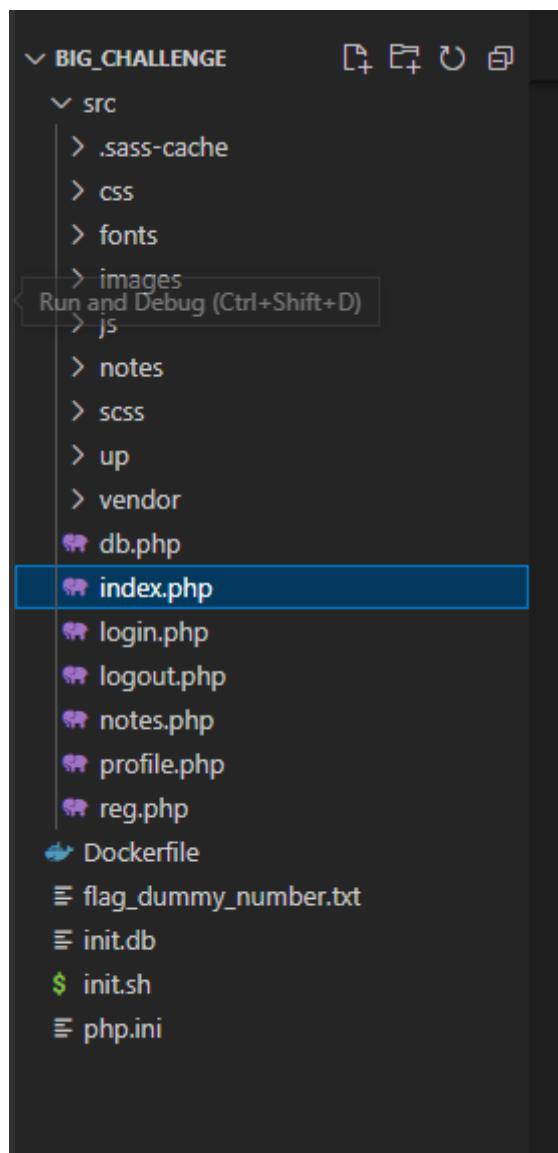 BIG_CHALLENGE
src
.sass-cache
css
fonts
images
Run and Debug (Ctrl+Shift+D)
js
notes
scss
up
vendor
db.php
index.php
login.php
logout.php
notes.php
profile.php
reg.php
Dockerfile
flag_dummy_number.txt
init.db
$ init.sh
php.ini